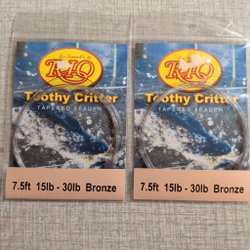 RIO
Toothy Critter
TAPERED LEADER
7.5ft 15lb - 30lb Bronze
RIO
Toothy Critter
TAPERED LEADER
7.5ft 15lb - 30lb Bronze